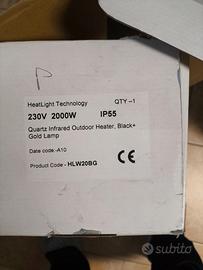 P
HeatLight Technology
QTY –1
230V 2000W IP55
Quartz Infrared Outdoor Heater, Black+
Gold Lamp
Date code:-A10
Product Code - HLW20BG
CE
subito